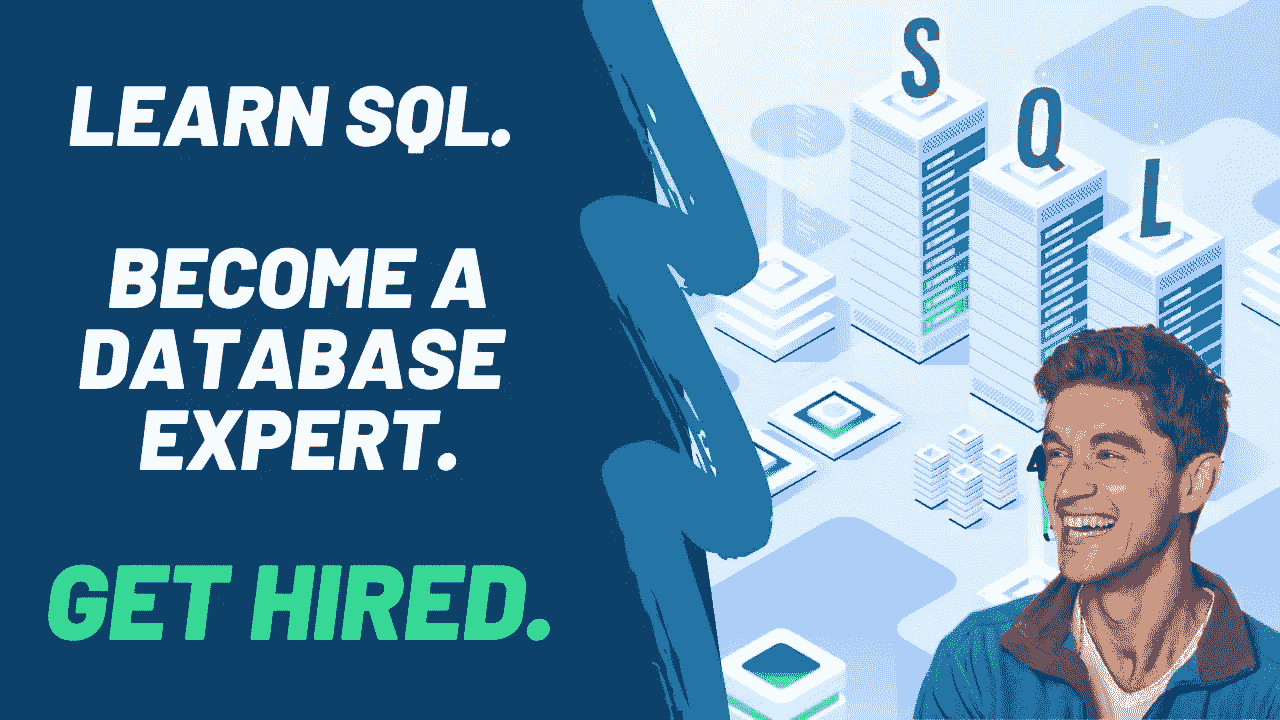 LEARN SQL.
BECOME A
DATABASE
EXPERT.
GET HIRED.
S
Q
L